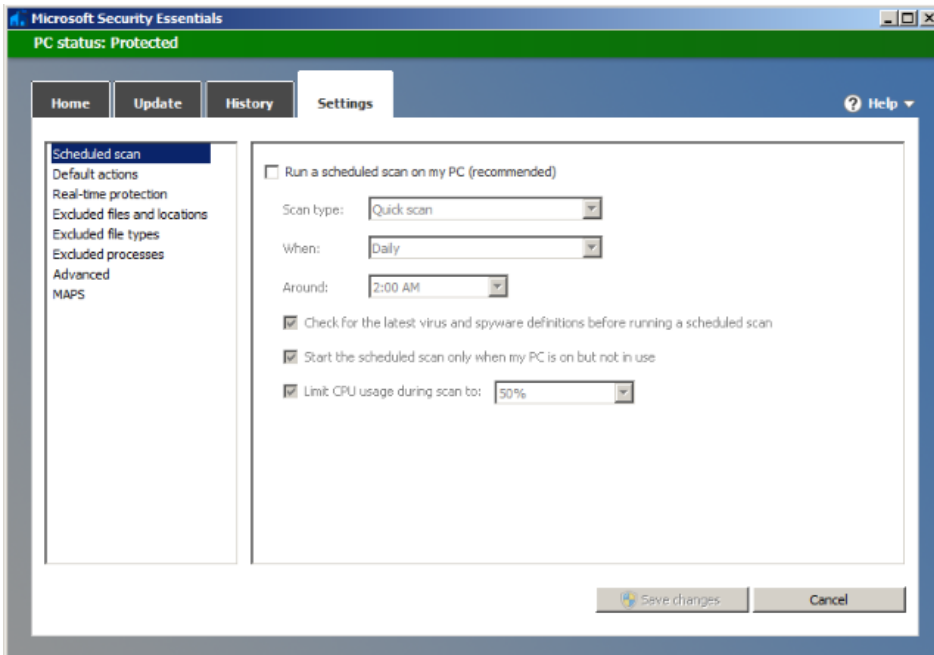 Microsoft Security Essentials
PC status: Protected
Home Update History Settings ? Help
Scheduled scan
Default actions
Real-time protection
Excluded files and locations
Excluded file types
Excluded processes
Advanced
MAPS
Run a scheduled scan on my PC (recommended)
Scan type: Quick scan
When: Daily
Around: 2:00 AM
Check for the latest virus and spyware definitions before running a scheduled scan
Start the scheduled scan only when my PC is on but not in use
Limit CPU usage during scan to: 50%
Save changes Cancel